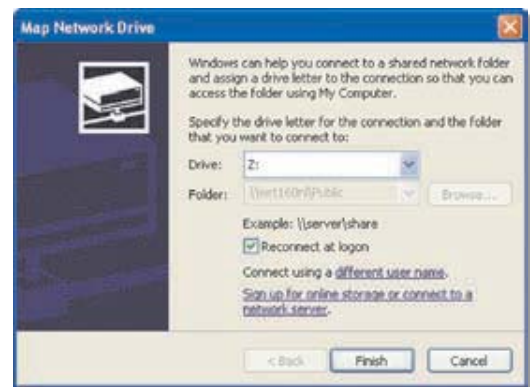 Map Network Drive
Windows can help you connect to a shared network folder
and assign a drive letter to the connection so that you can
access the folder using My Computer.
Specify the drive letter for the connection and the folder
that you want to connect to:
Drive: Z:
Folder: Browse...
Example: \\server\share
Reconnect at logon
Connect using a different user name.
Sign up for online storage or connect to a
network server.
< Back Finish Cancel